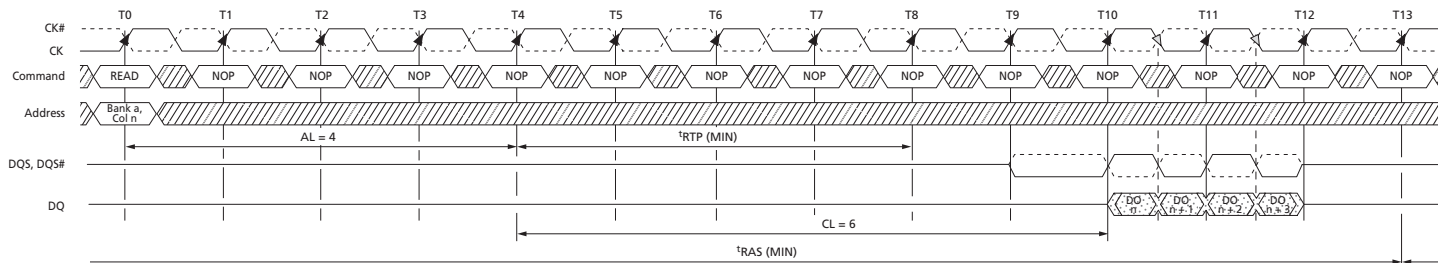 T0 T1 T2 T3 T4 T5 T6 T7 T8 T9 T10 T11 T12 T13
CK#
CK
Command READ NOP NOP NOP NOP NOP NOP NOP NOP NOP NOP NOP NOP NOP
Address Bank a, Col n
AL = 4 tRTP (MIN)
DQS, DQS#
DQ DO n DO n + 1 DO n + 2 DO n + 3
CL = 6
tRAS (MIN)